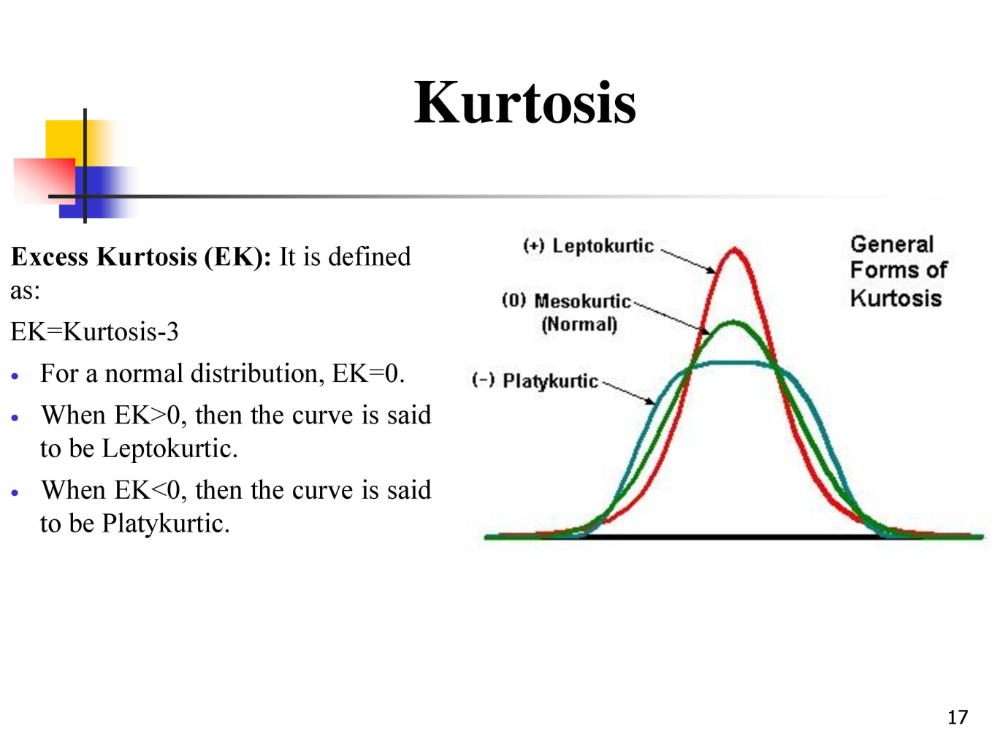 Kurtosis
Excess Kurtosis (EK): It is defined
as:
EK=Kurtosis-3
• For a normal distribution, EK=0.
• When EK>0, then the curve is said
to be Leptokurtic.
• When EK<0, then the curve is said
to be Platykurtic.
(+) Leptokurtic
(0) Mesokurtic
(Normal)
(-) Platykurtic
General
Forms of
Kurtosis
17